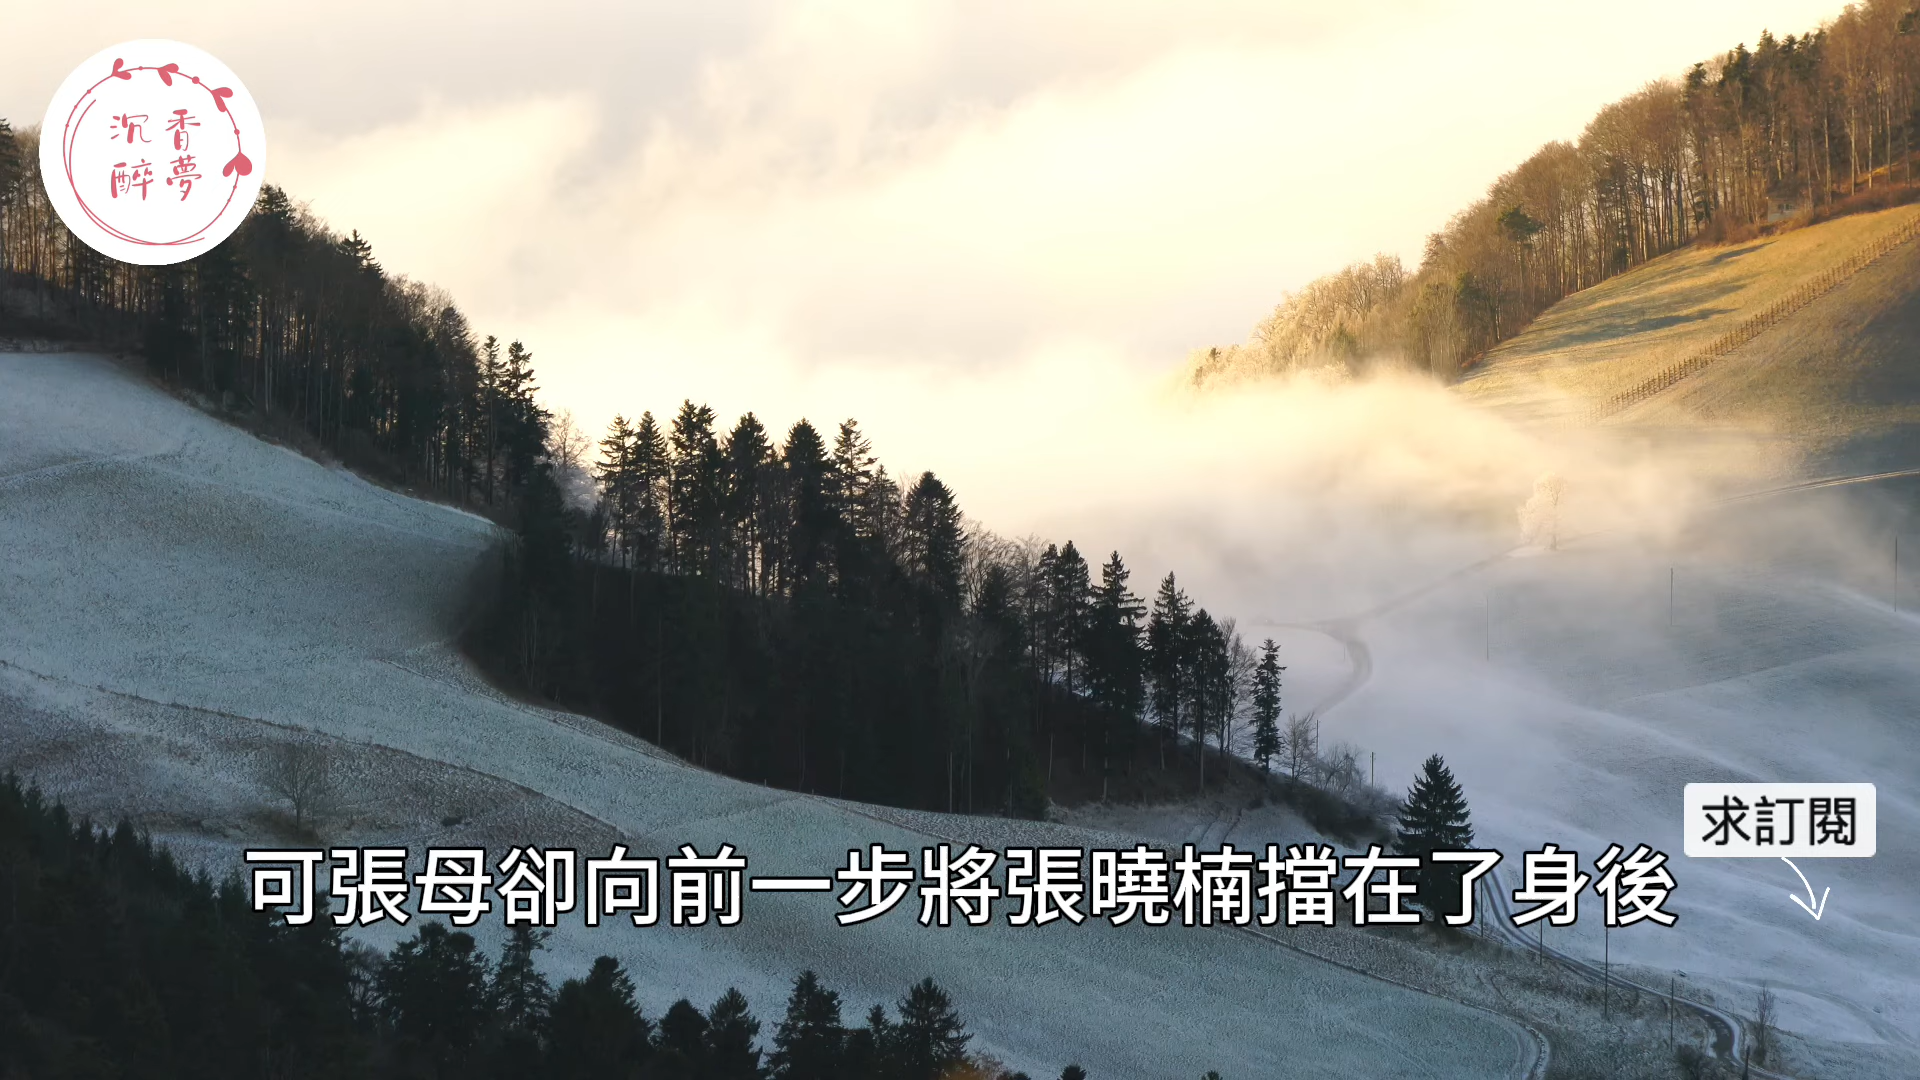 沉香
醉夢
求訂閱
可張母卻向前一步將張曉楠擋在了身後